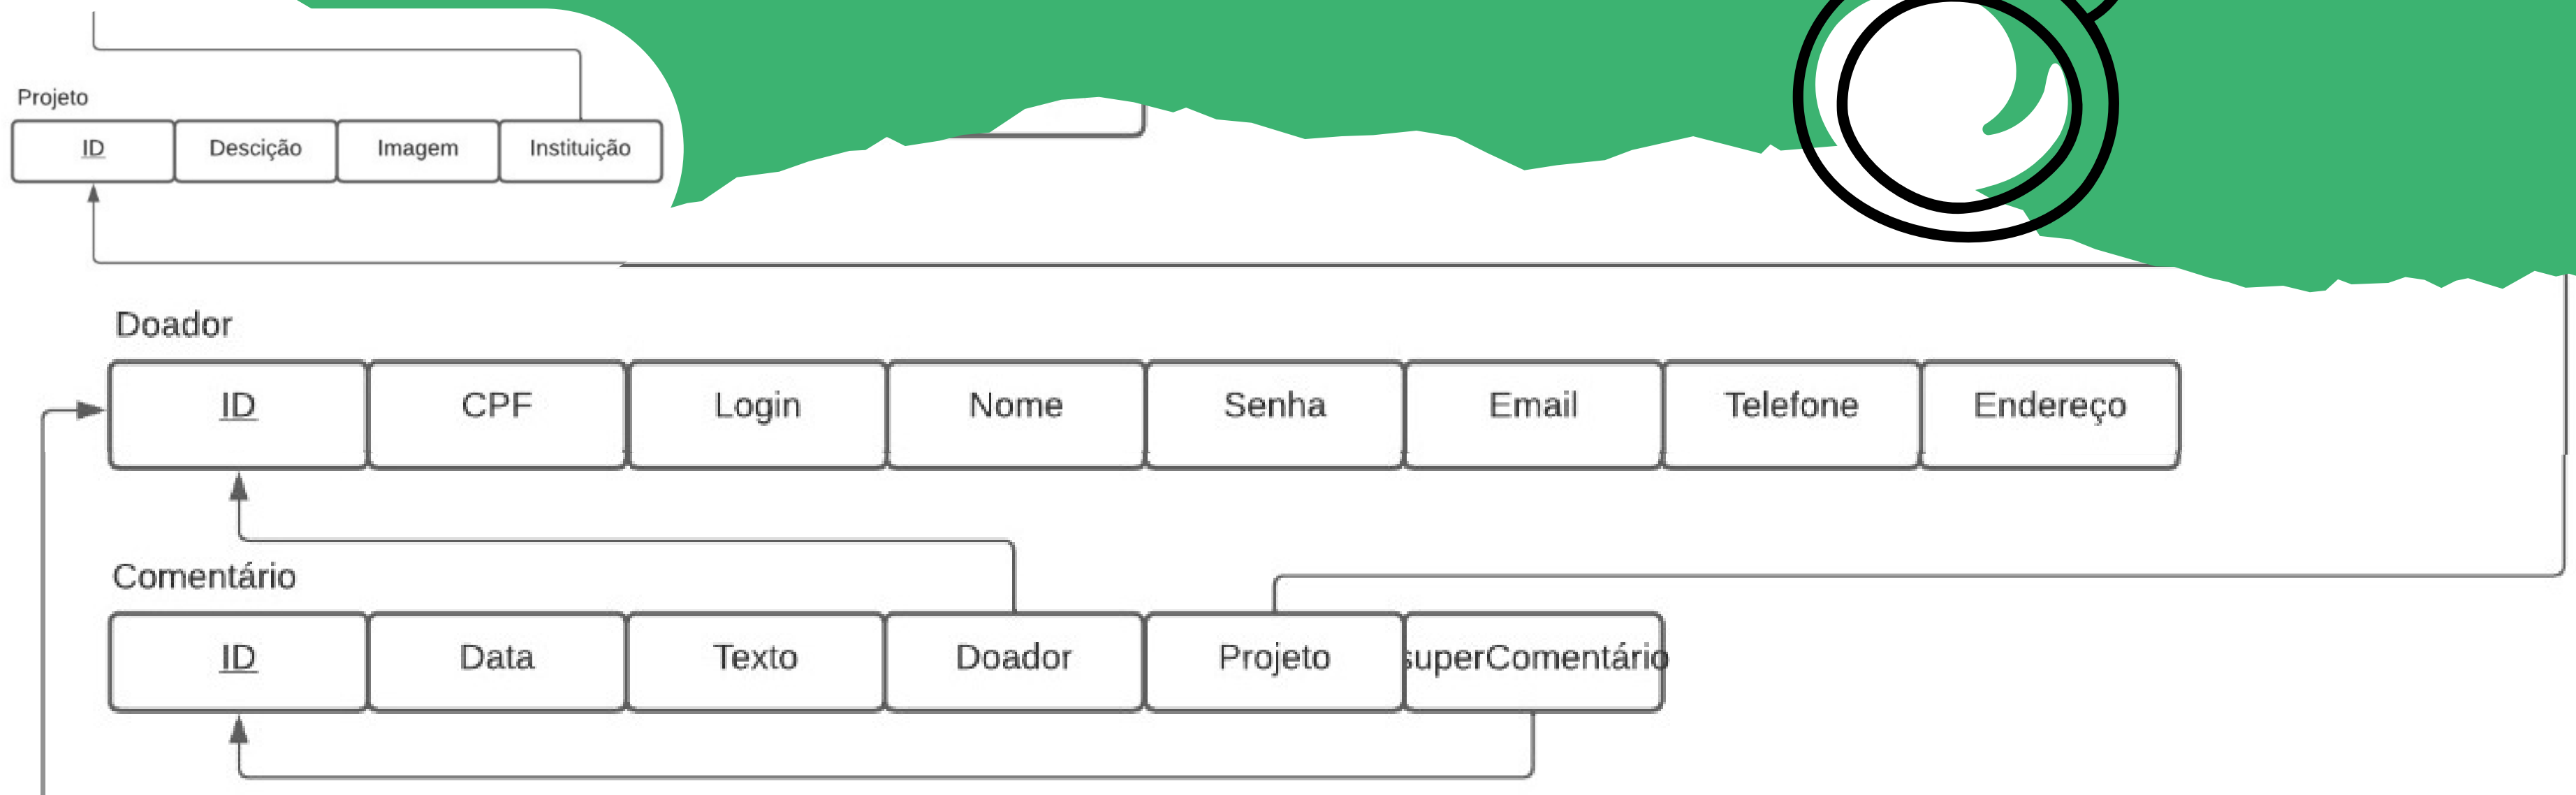 Projeto
ID Descição Imagem Instituição
Doador
ID CPF Login Nome Senha Email Telefone Endereço
Comentário
ID Data Texto Doador Projeto superComentário